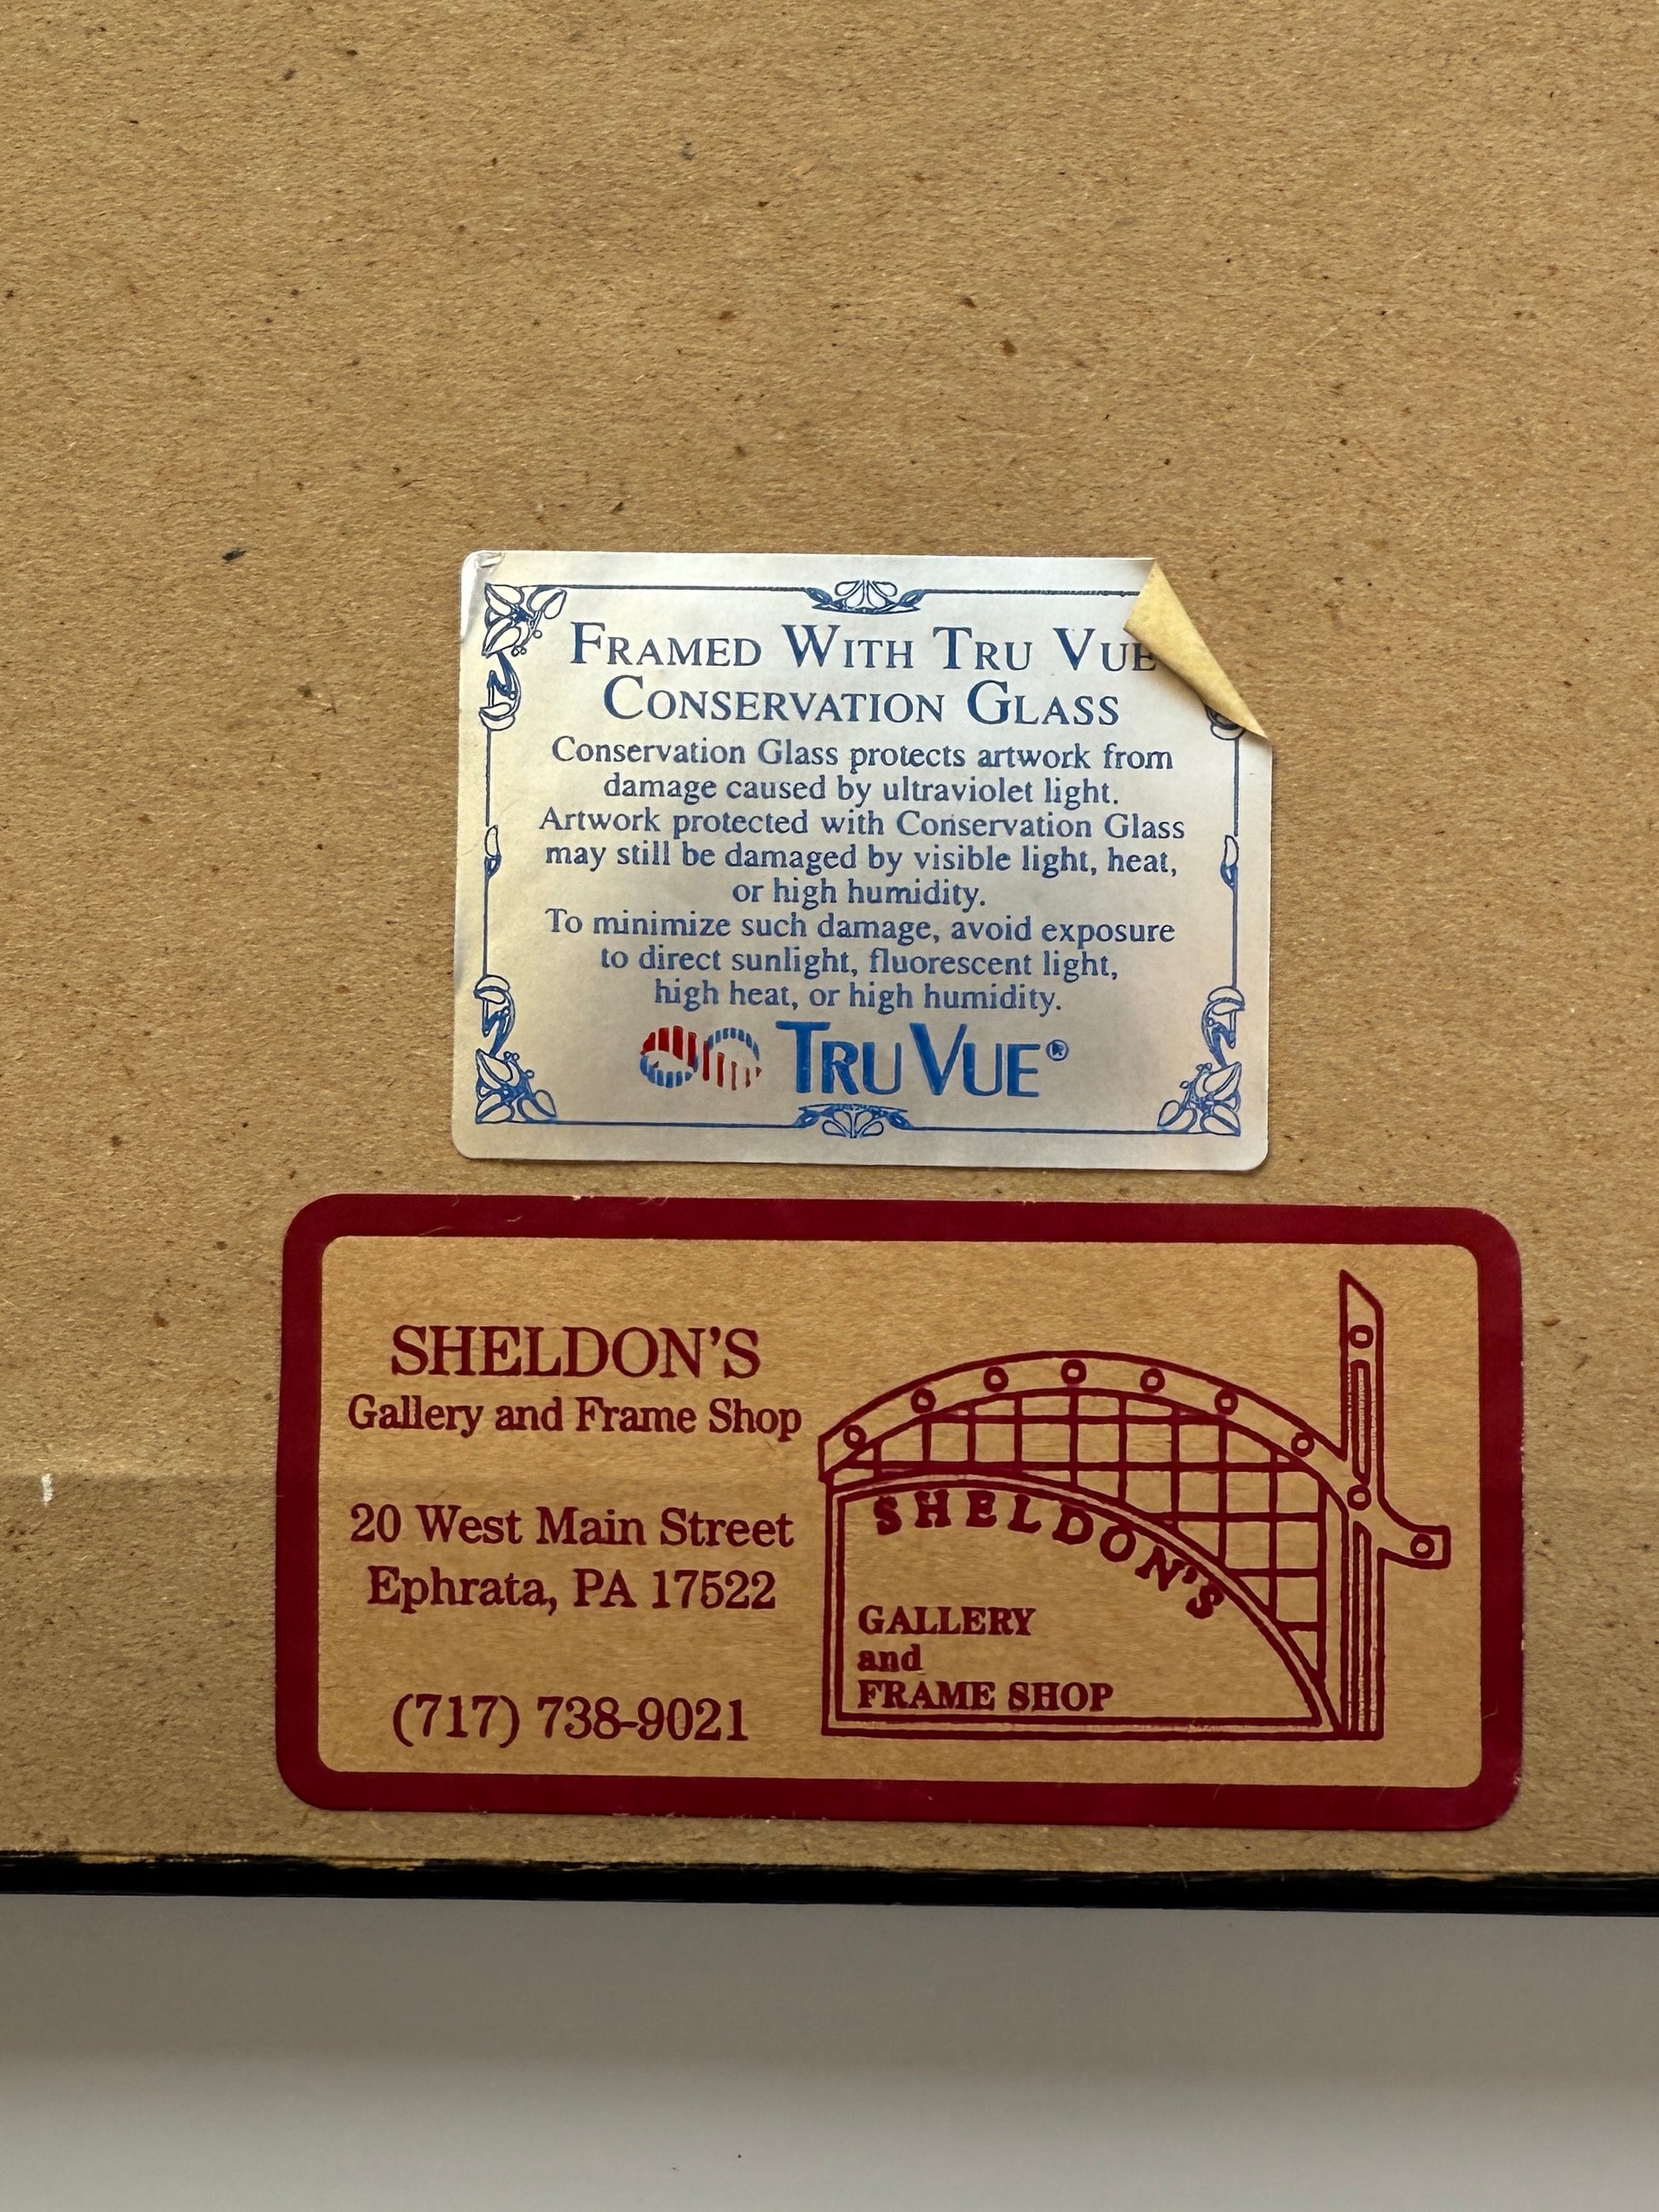 FRAMED WITH TRU VUE
CONSERVATION GLASS
Conservation Glass protects artwork from
damage caused by ultraviolet light.
Artwork protected with Conservation Glass
may still be damaged by visible light, heat,
or high humidity.
To minimize such damage, avoid exposure
to direct sunlight, fluorescent light,
high heat, or high humidity.
TRU VUE®
SHELDON'S
Gallery and Frame Shop
20 West Main Street
Ephrata, PA 17522
(717) 738-9021
SHELDON'S
GALLERY
and
FRAME SHOP